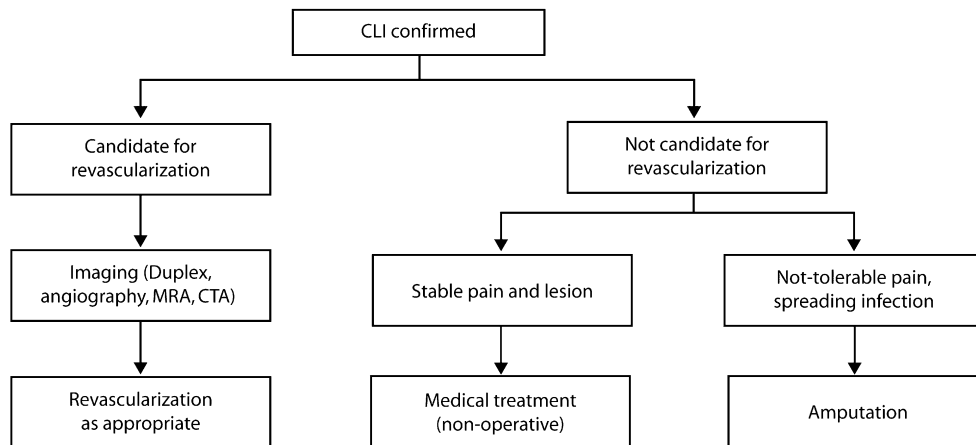 CLI confirmed
Candidate for
revascularization
Not candidate for
revascularization
Imaging (Duplex,
angiography, MRA, CTA)
Stable pain and lesion
Not-tolerable pain,
spreading infection
Revascularization
as appropriate
Medical treatment
(non-operative)
Amputation